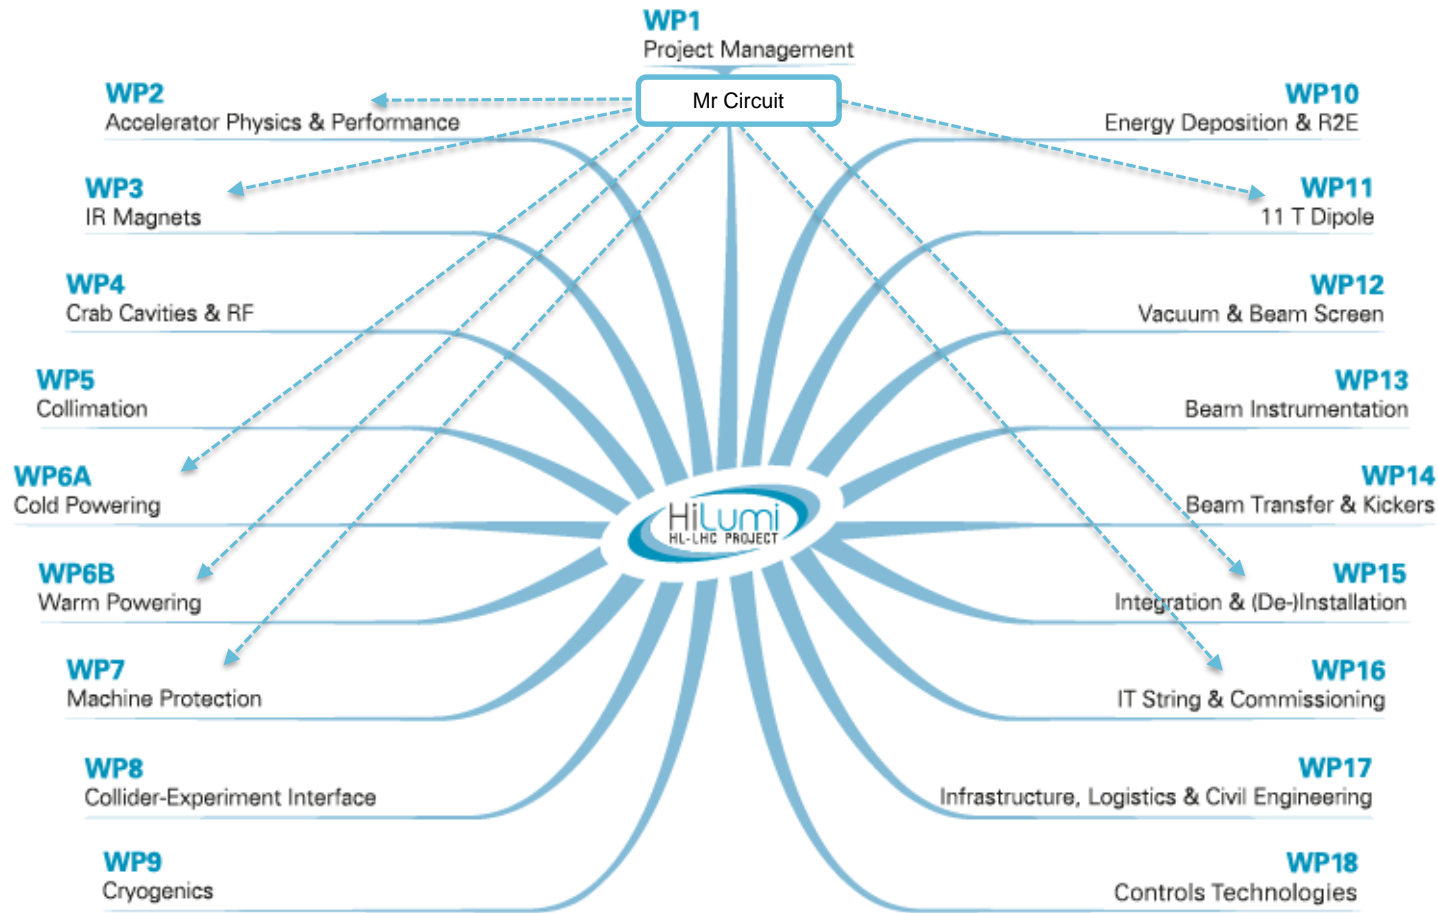 WP1
Project Management
Mr Circuit
WP2
Accelerator Physics & Performance
WP3
IR Magnets
WP4
Crab Cavities & RF
WP5
Collimation
WP6A
Cold Powering
WP6B
Warm Powering
WP7
Machine Protection
WP8
Collider-Experiment Interface
WP9
Cryogenics
HiLumi
HL-LHC PROJECT
WP10
Energy Deposition & R2E
WP11
11 T Dipole
WP12
Vacuum & Beam Screen
WP13
Beam Instrumentation
WP14
Beam Transfer & Kickers
WP15
Integration & (De-)Installation
WP16
IT String & Commissioning
WP17
Infrastructure, Logistics & Civil Engineering
WP18
Controls Technologies